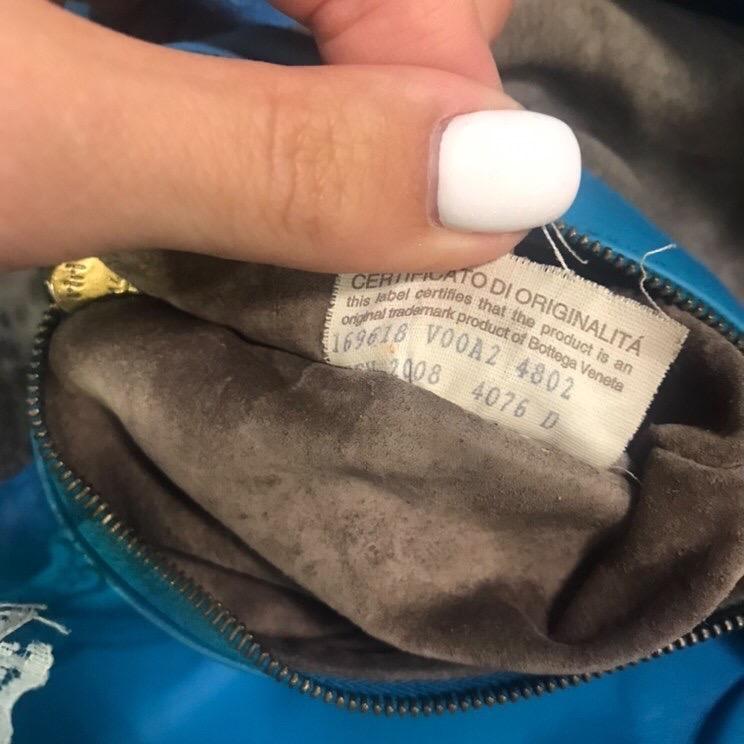 CERTIFICATO DI ORIGINALITÁ
this label certifies that the product is an
original trademark product of Bottega Veneta
169618 V00A2 4802
2008 4076 D